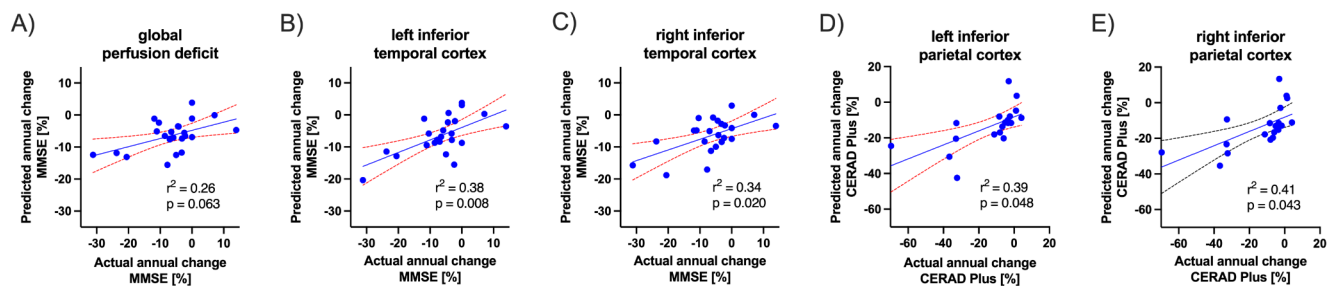 A)
global
perfusion deficit
Predicted annual change
MMSE [%]
10
0
-10
-20
-30
r² = 0.26
p = 0.063
-30 -20 -10 0 10
Actual annual change
MMSE [%]
B)
left inferior
temporal cortex
Predicted annual change
MMSE [%]
10
0
-10
-20
-30
r² = 0.38
p = 0.008
-30 -20 -10 0 10
Actual annual change
MMSE [%]
C)
right inferior
temporal cortex
Predicted annual change
MMSE [%]
10
0
-10
-20
-30
r² = 0.34
p = 0.020
-30 -20 -10 0 10
Actual annual change
MMSE [%]
D)
left inferior
parietal cortex
Predicted annual change
CERAD Plus [%]
20
0
-20
-40
-60
r² = 0.39
p = 0.048
-60 -40 -20 0 20
Actual annual change
CERAD Plus [%]
E)
right inferior
parietal cortex
Predicted annual change
CERAD Plus [%]
20
0
-20
-40
-60
r² = 0.41
p = 0.043
-60 -40 -20 0 20
Actual annual change
CERAD Plus [%]